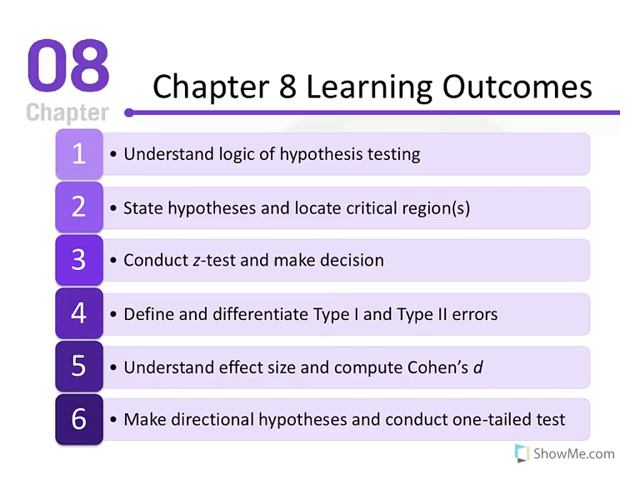 08
Chapter
Chapter 8 Learning Outcomes
1 • Understand logic of hypothesis testing
2 • State hypotheses and locate critical region(s)
3 • Conduct z-test and make decision
4 • Define and differentiate Type I and Type II errors
5 • Understand effect size and compute Cohen's d
6 • Make directional hypotheses and conduct one-tailed test
ShowMe.com